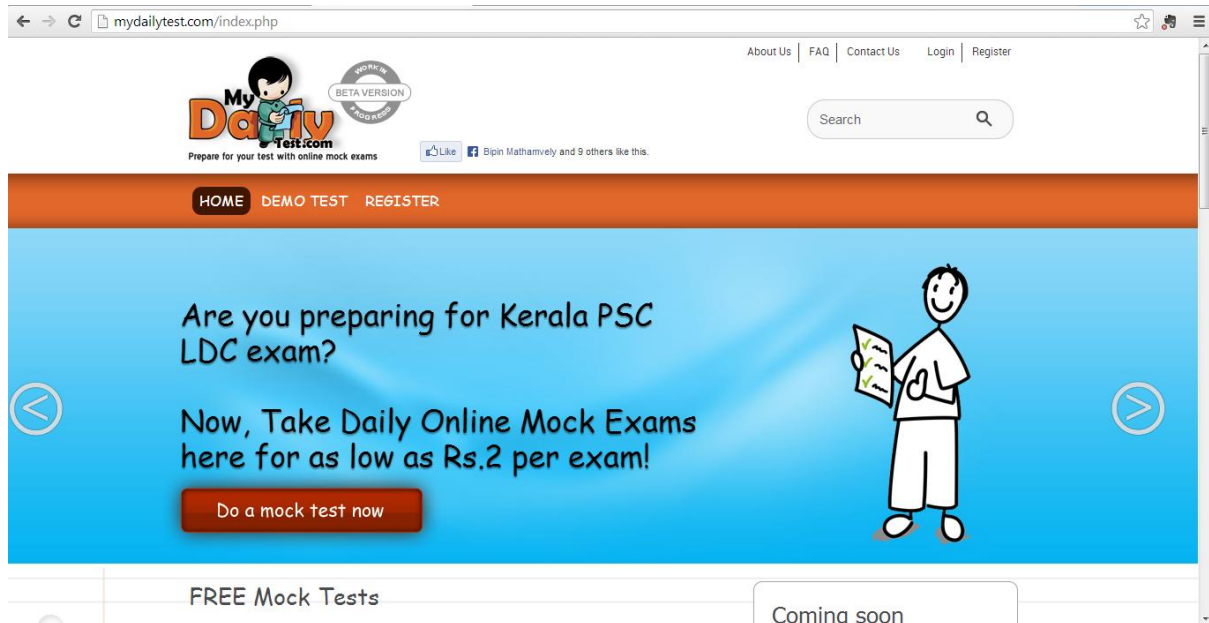 mydailytest.com/index.php
About Us FAQ Contact Us Login Register
My
Daily
Test.com
Prepare for your test with online mock exams
WORK IN
BETA VERSION
PROGRESS
Like Bipin Mathamvely and 9 others like this.
Search
HOME DEMO TEST REGISTER
Are you preparing for Kerala PSC
LDC exam?
Now, Take Daily Online Mock Exams
here for as low as Rs.2 per exam!
Do a mock test now
FREE Mock Tests
Coming soon